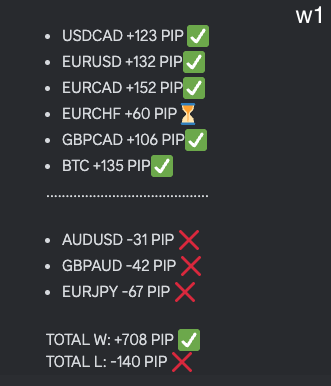 w1
• USDCAD +123 PIP ✅
• EURUSD +132 PIP✅
• EURCAD +152 PIP✅
• EURCHF +60 PIP⏳
• GBPCAD +106 PIP✅
• BTC +135 PIP✅
..........................................
• AUDUSD -31 PIP ❌
• GBPAUD -42 PIP ❌
• EURJPY -67 PIP ❌
TOTAL W: +708 PIP ✅
TOTAL L: -140 PIP ❌